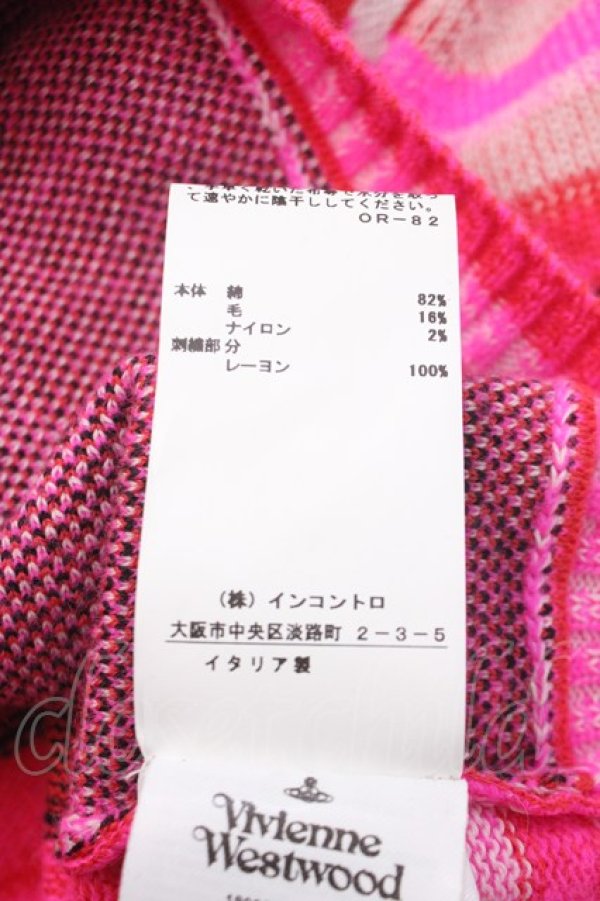 て速やかに陰干ししてください。
OR-82
本体 綿 82%
毛 16%
ナイロン 2%
刺繍部分
レーヨン 100%
(株) インコントロ
大阪市中央区淡路町 2-3-5
イタリア製
Vivienne
Westwood
closet child